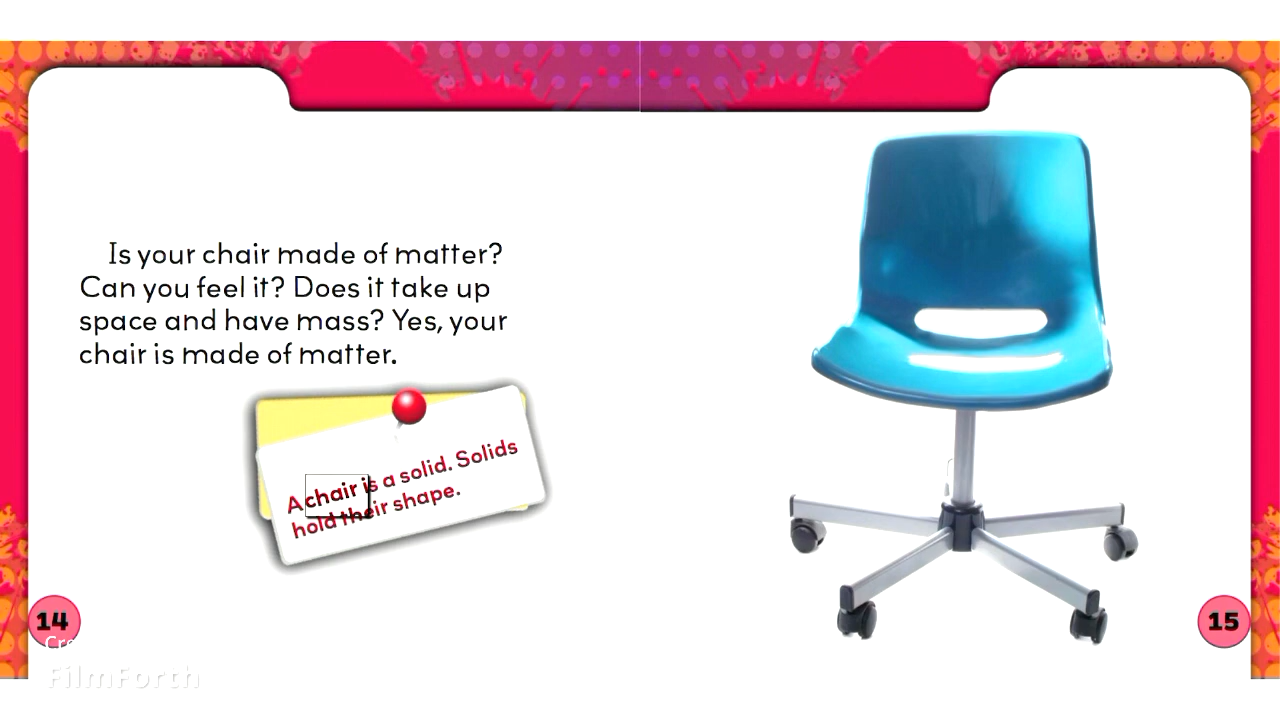 Is your chair made of matter?
Can you feel it? Does it take up
space and have mass? Yes, your
chair is made of matter.
A chair is a solid. Solids
hold their shape.
14
15
FilmForth